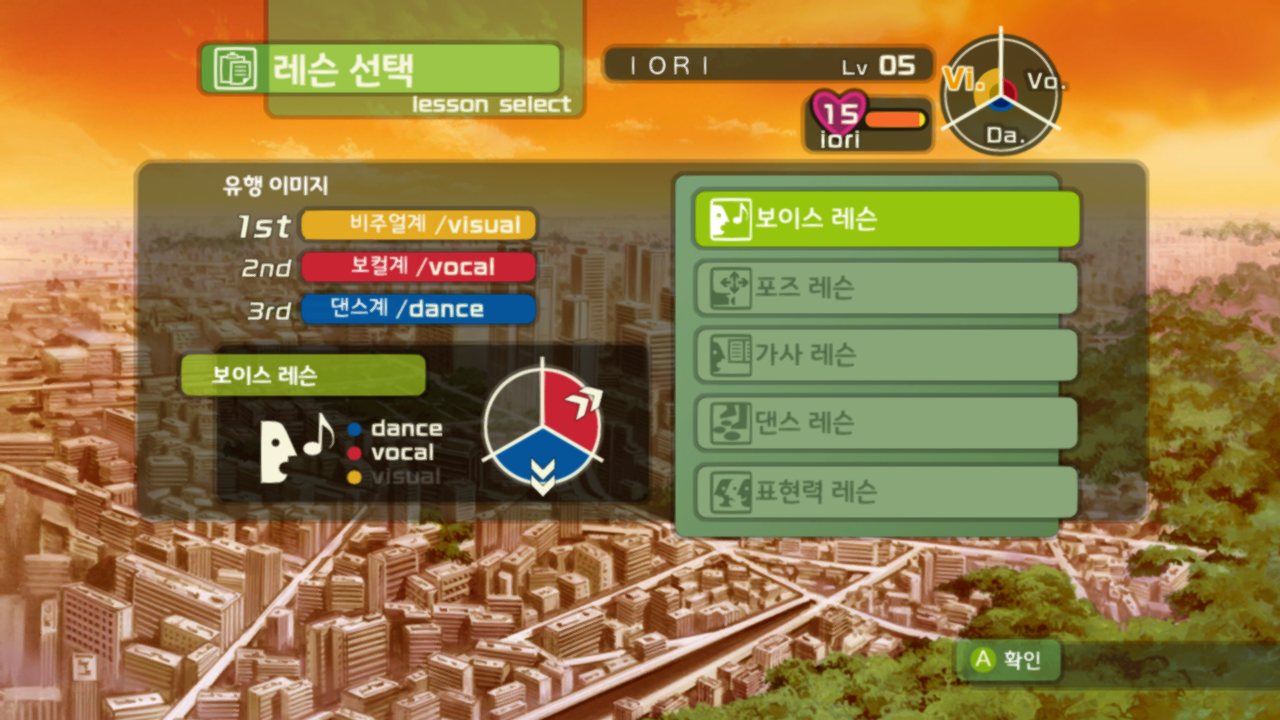 레슨 선택
lesson select
IORI
Lv 05
15
iori
Vi.
Vo.
Da.
유행 이미지
1st 비주얼계 /visual
2nd 보컬계 /vocal
3rd 댄스계 /dance
보이스 레슨
dance
vocal
visual
보이스 레슨
포즈 레슨
가사 레슨
댄스 레슨
표현력 레슨
A 확인